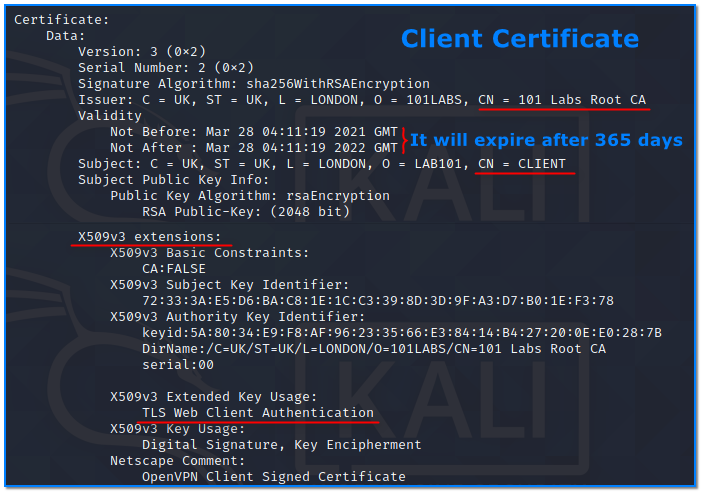 Certificate:
Client Certificate
Data:
Version: 3 (0×2)
Serial Number: 2 (0×2)
Signature Algorithm: sha256WithRSAEncryption
Issuer: C = UK, ST = UK, L = LONDON, O = 101LABS, CN = 101 Labs Root CA
Validity
Not Before: Mar 28 04:11:19 2021 GMT
It will expire after 365 days
Not After : Mar 28 04:11:19 2022 GMT
Subject: C = UK, ST = UK, L = LONDON, O = LAB101, CN = CLIENT
Subject Public Key Info:
Public Key Algorithm: rsaEncryption
RSA Public-Key: (2048 bit)
X509v3 extensions:
X509v3 Basic Constraints:
CA:FALSE
X509v3 Subject Key Identifier:
72:33:3A:E5:D6:BA:C8:1E:1C:C3:39:8D:3D:9F:A3:D7:B0:1E:F3:78
X509v3 Authority Key Identifier:
keyid:5A:80:34:E9:F8:AF:96:23:35:66:E3:84:14:B4:27:20:0E:E0:28:7B
DirName:/C=UK/ST=UK/L=LONDON/O=101LABS/CN=101 Labs Root CA
serial:00
X509v3 Extended Key Usage:
TLS Web Client Authentication
X509v3 Key Usage:
Digital Signature, Key Encipherment
Netscape Comment:
OpenVPN Client Signed Certificate
KALI
KALI